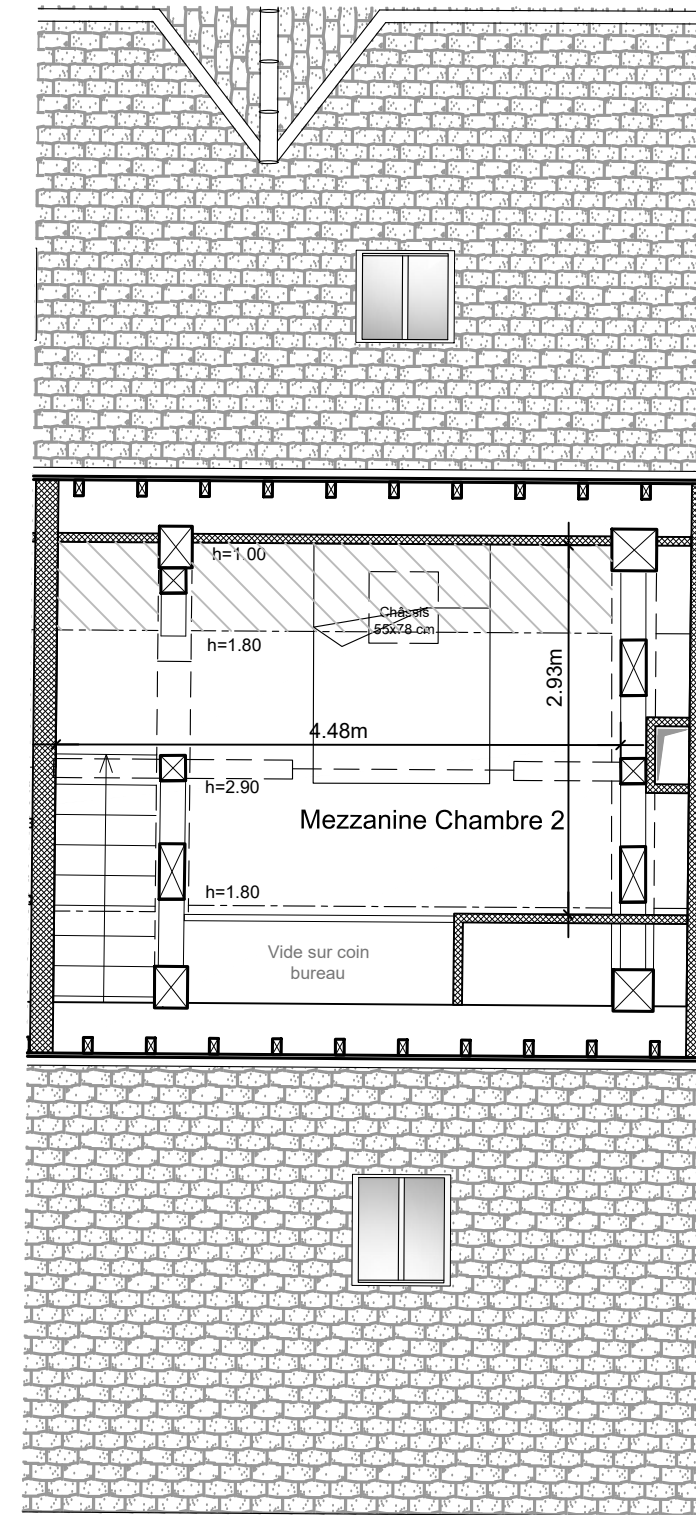 h=1.00
Châssis
55x78 cm
h=1.80
2.93m
4.48m
h=2.90
Mezzanine Chambre 2
h=1.80
Vide sur coin
bureau